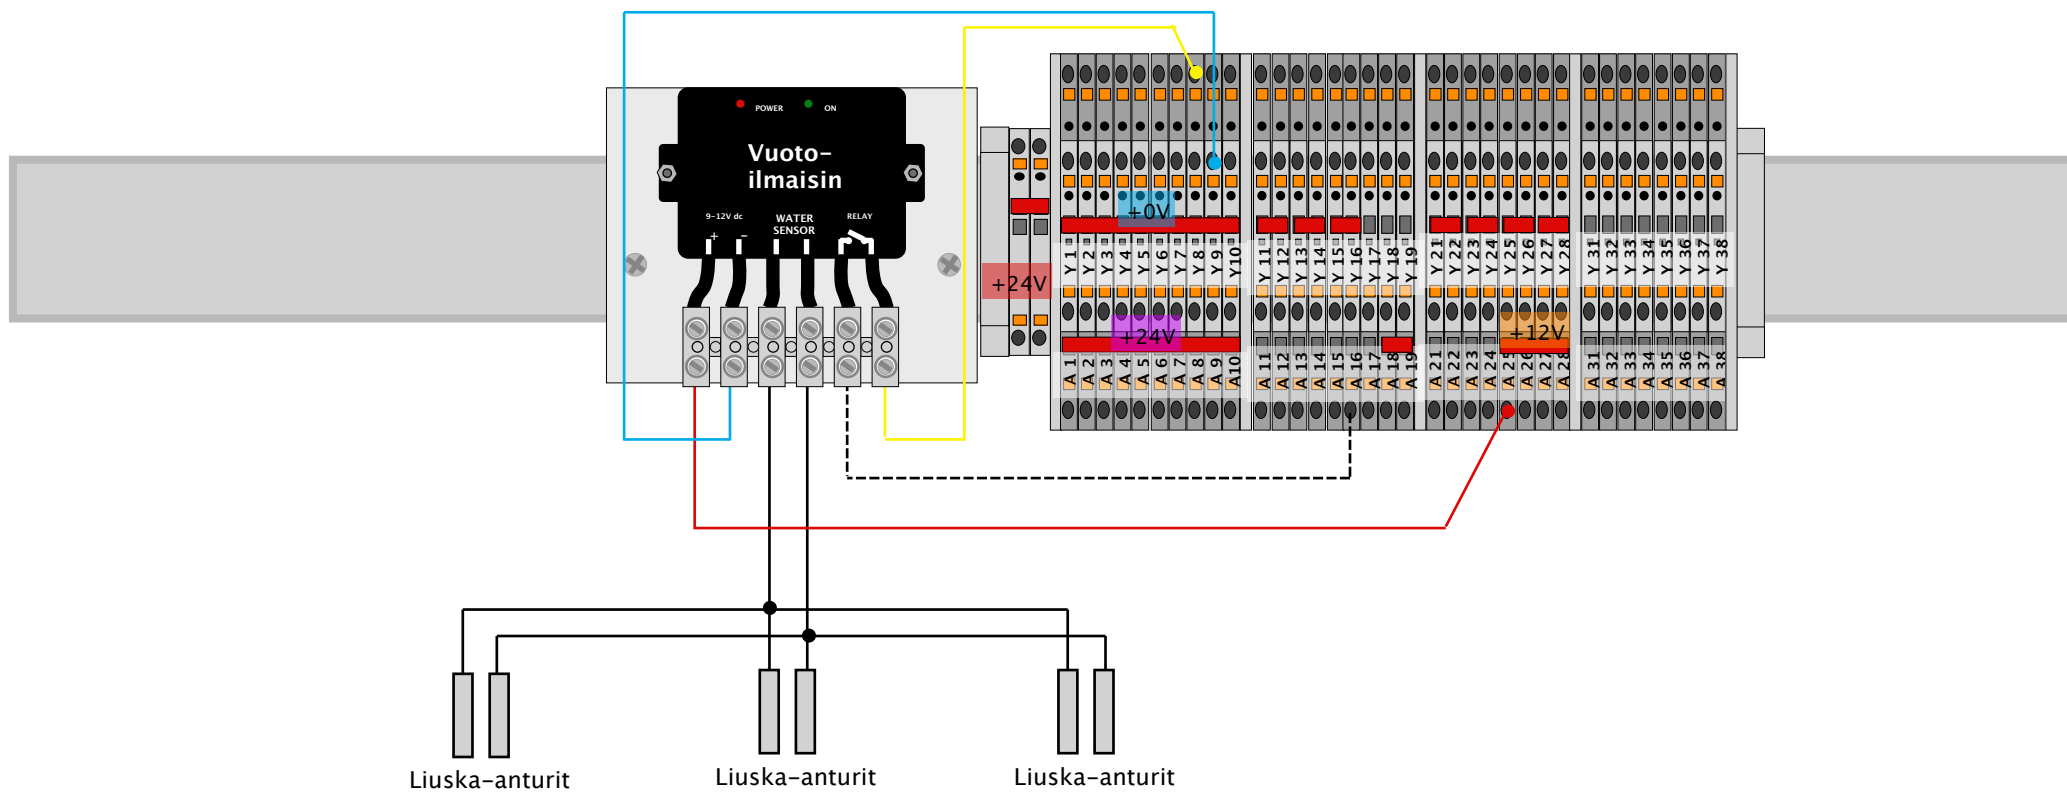 POWER ON
Vuoto-
ilmaisin
9-12V dc
WATER
SENSOR
RELAY
+ −
+24V
+0V
Y 1 Y 2 Y 3 Y 4 Y 5 Y 6 Y 7 Y 8 Y 9 Y10
Y 11 Y 12 Y 13 Y 14 Y 15 Y 16 Y 17 Y 18 Y 19
Y 21 Y 22 Y 23 Y 24 Y 25 Y 26 Y 27 Y 28
Y 31 Y 32 Y 33 Y 34 Y 35 Y 36 Y 37 Y 38
+24V
+12V
A 1 A 2 A 3 A 4 A 5 A 6 A 7 A 8 A 9 A10
A 11 A 12 A 13 A 14 A 15 A 16 A 17 A 18 A 19
A 21 A 22 A 23 A 24 A 25 A 26 A 27 A 28
A 31 A 32 A 33 A 34 A 35 A 36 A 37 A 38
Liuska-anturit
Liuska-anturit
Liuska-anturit